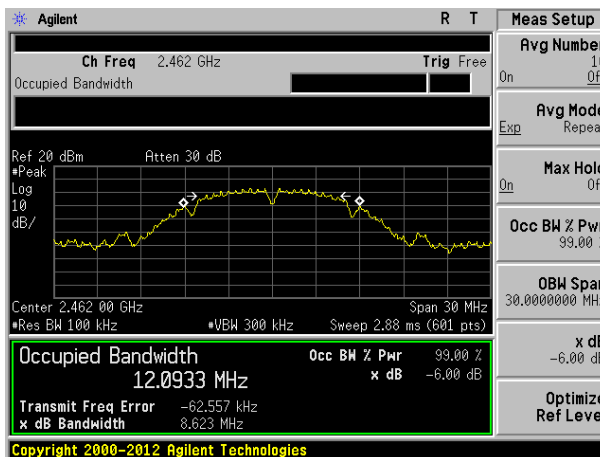 Agilent R T
Ch Freq 2.462 GHz Trig Free
Occupied Bandwidth
Ref 20 dBm Atten 30 dB
#Peak
Log
10
dB/
Center 2.462 00 GHz Span 30 MHz
#Res BW 100 kHz #VBW 300 kHz Sweep 2.88 ms (601 pts)
Occupied Bandwidth Occ BW % Pwr 99.00 %
12.0933 MHz x dB -6.00 dB
Transmit Freq Error -62.557 kHz
x dB Bandwidth 8.623 MHz
Copyright 2000-2012 Agilent Technologies
Meas Setup
Avg Number
On
Avg Mode
Exp Repea
Max Hold
On
Occ BW % Pwr
99.00
OBW Span
30.0000000 MH
x dB
-6.00 dB
Optimize
Ref Level